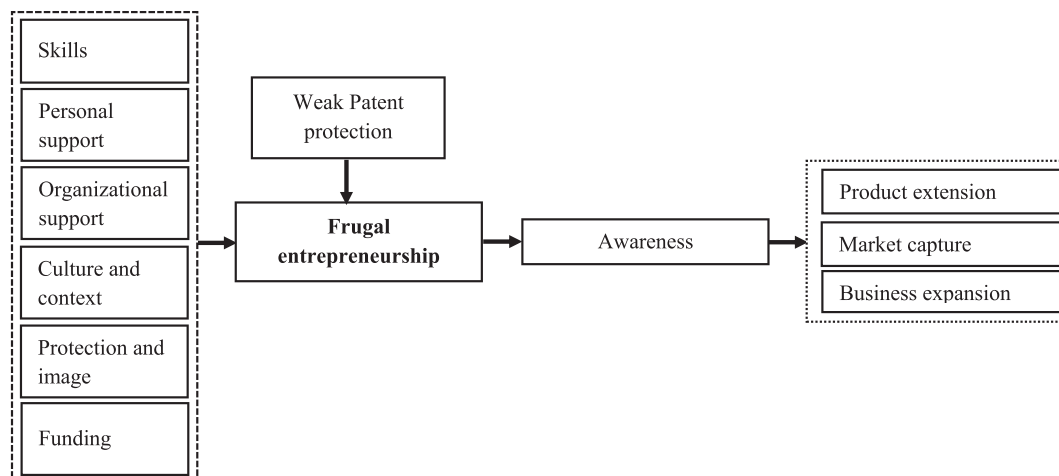 Skills
Personal
support
Organizational
support
Culture and
context
Protection and
image
Funding
Weak Patent
protection
Frugal
entrepreneurship
Awareness
Product extension
Market capture
Business expansion